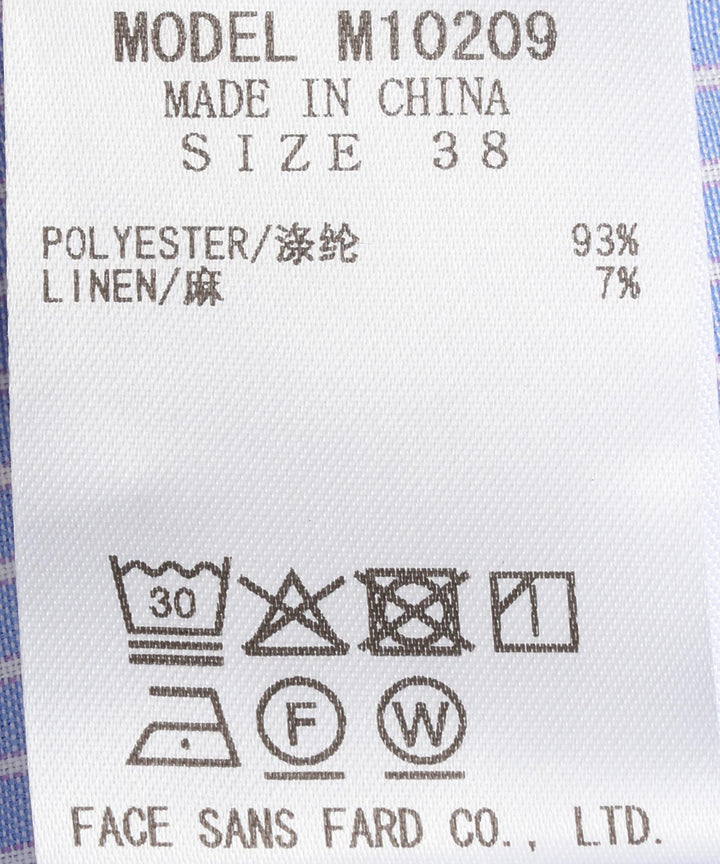 MODEL M10209
MADE IN CHINA
SIZE 38
POLYESTER/涤纶 93%
LINEN/麻 7%
30
F W
FACE SANS FARD CO., LTD.